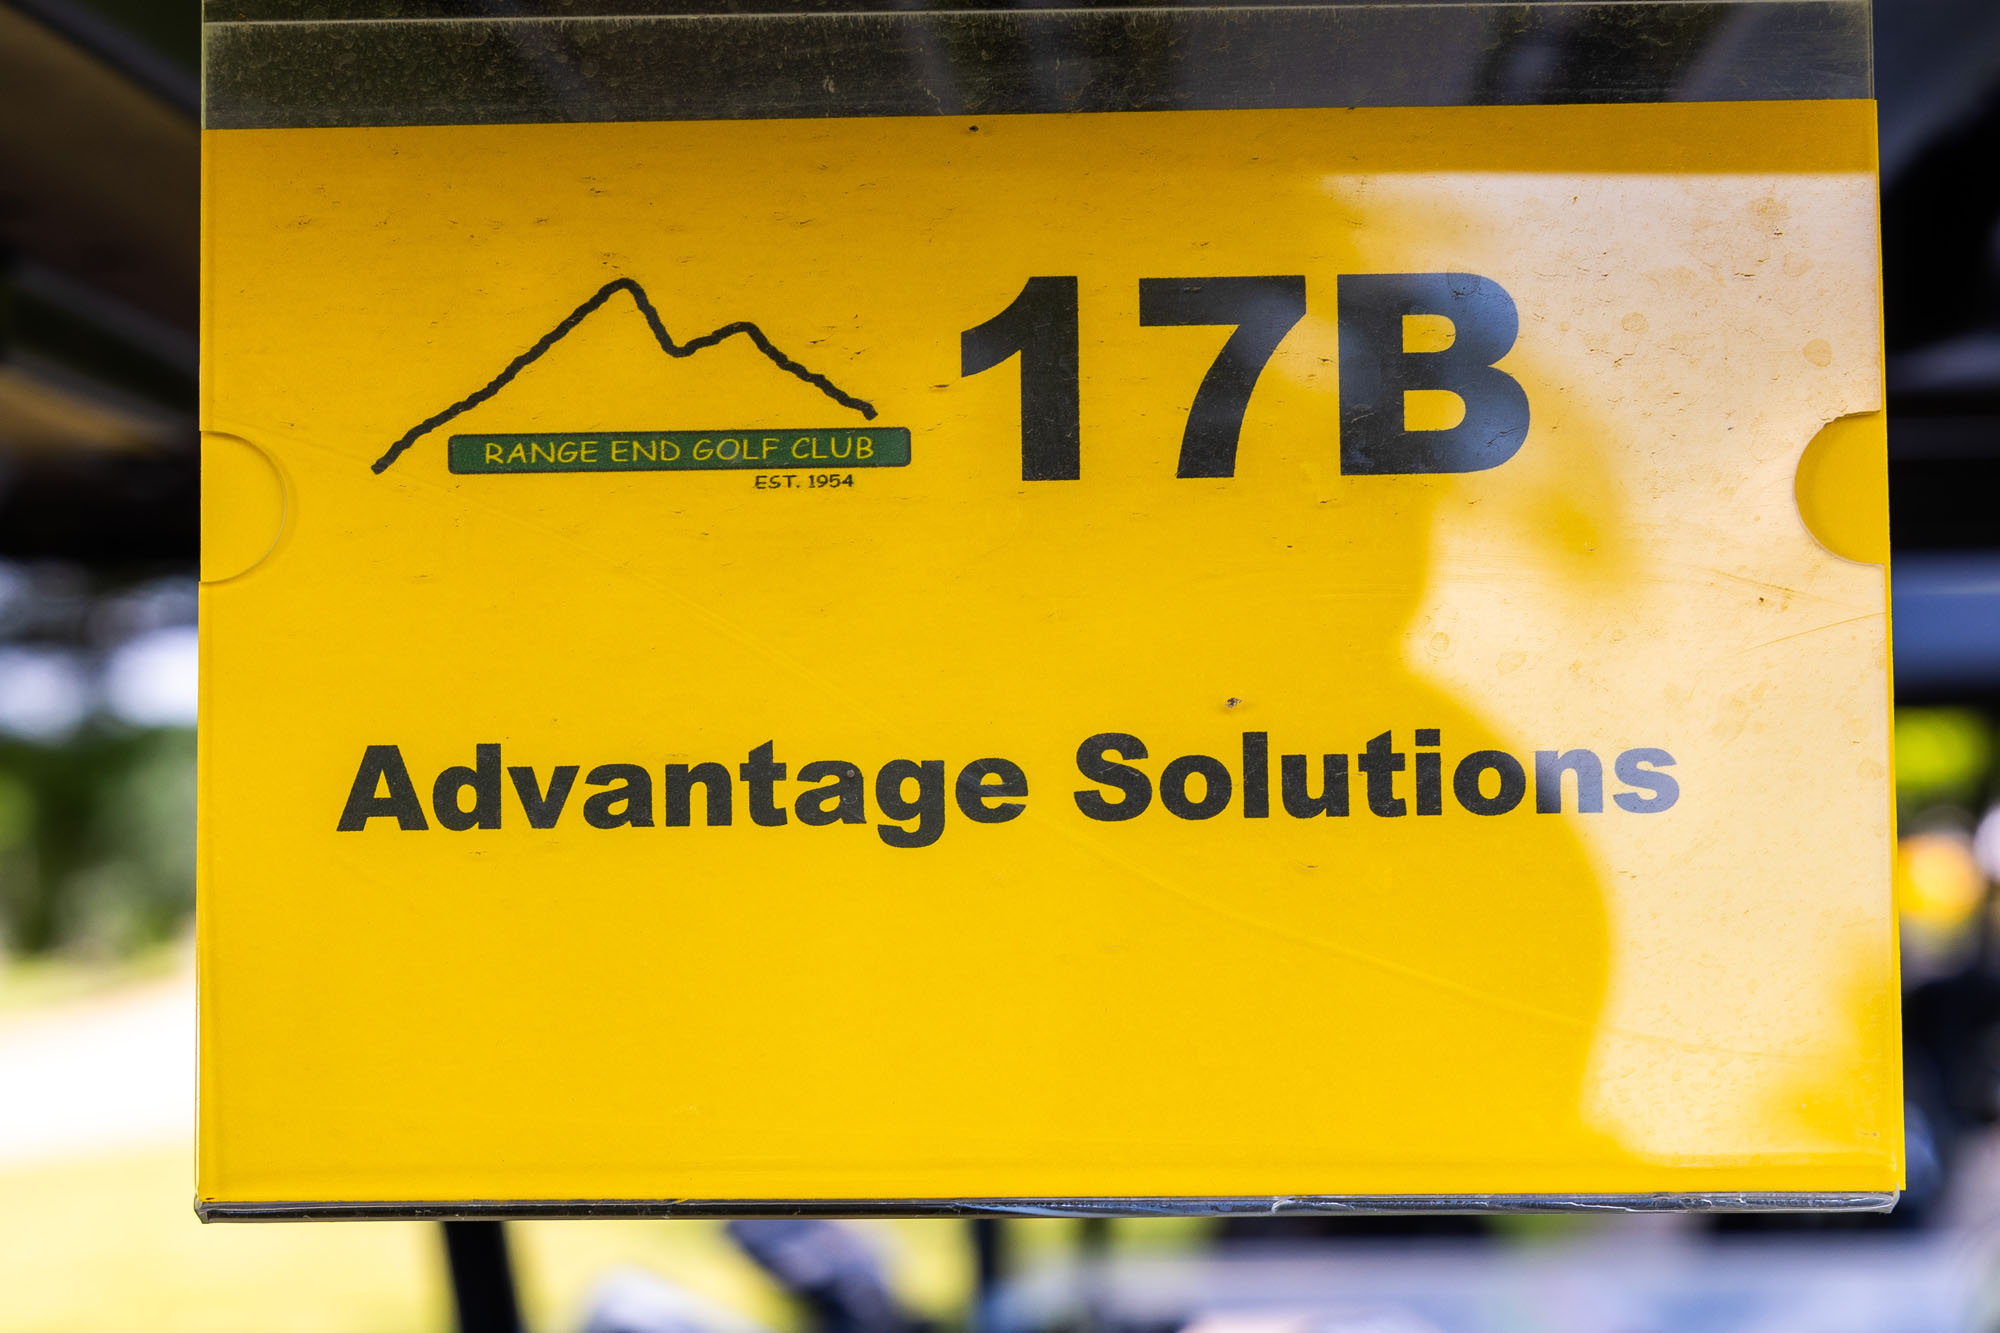 17B
RANGE END GOLF CLUB
EST. 1954
Advantage Solutions